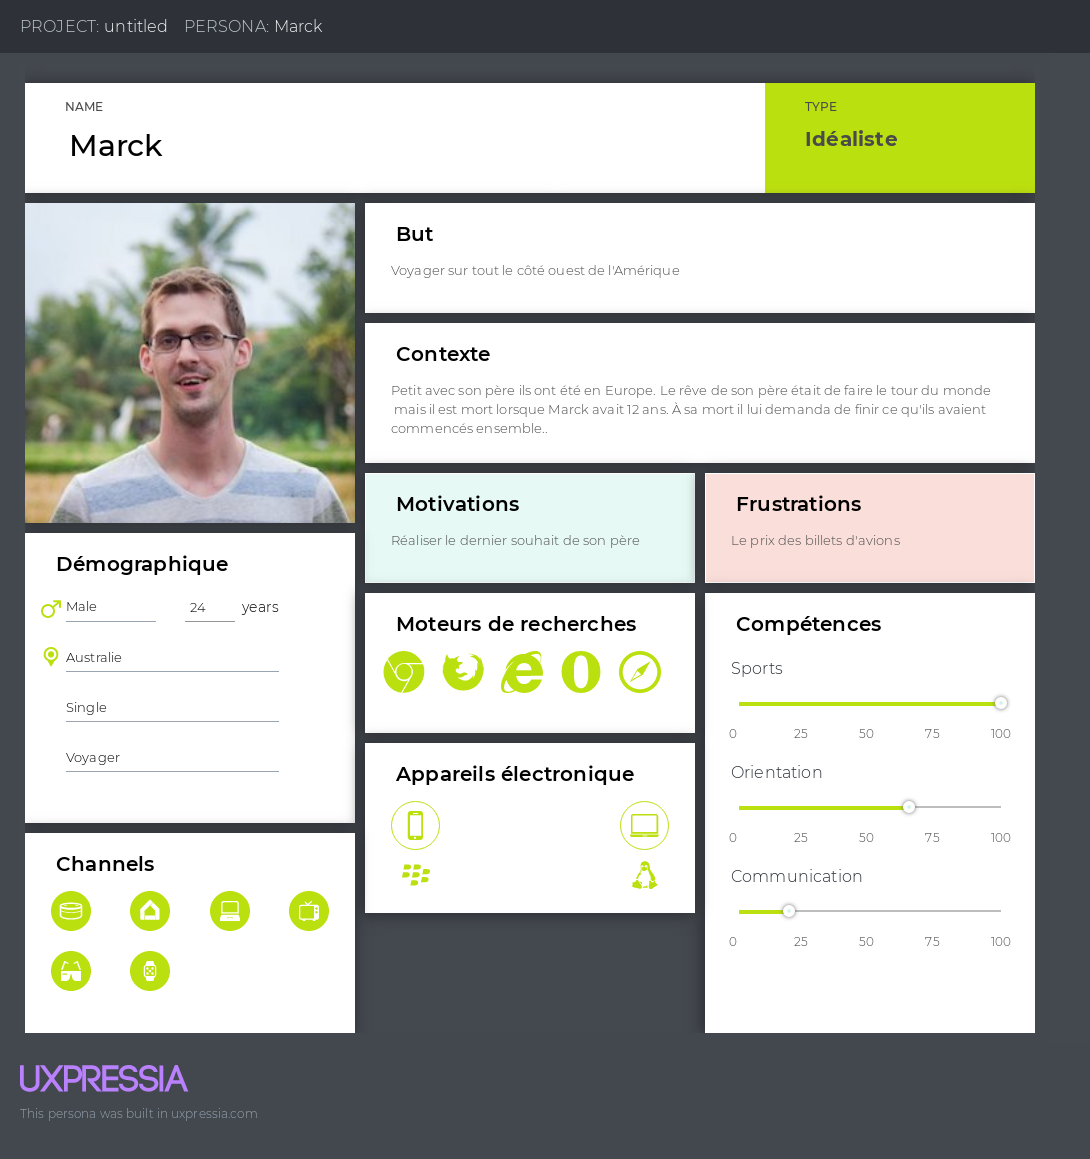 PROJECT: untitled PERSONA: Marck
NAME
Marck
TYPE
Idéaliste
But
Voyager sur tout le côté ouest de l'Amérique
Contexte
Petit avec son père ils ont été en Europe. Le rêve de son père était de faire le tour du monde
mais il est mort lorsque Marck avait 12 ans. À sa mort il lui demanda de finir ce qu'ils avaient
commencés ensemble..
Motivations
Réaliser le dernier souhait de son père
Frustrations
Le prix des billets d'avions
Démographique
Male 24 years
Australie
Single
Voyager
Channels
Moteurs de recherches
Appareils électronique
Compétences
Sports
0 25 50 75 100
Orientation
0 25 50 75 100
Communication
0 25 50 75 100
UXPRESSIA
This persona was built in uxpressia.com